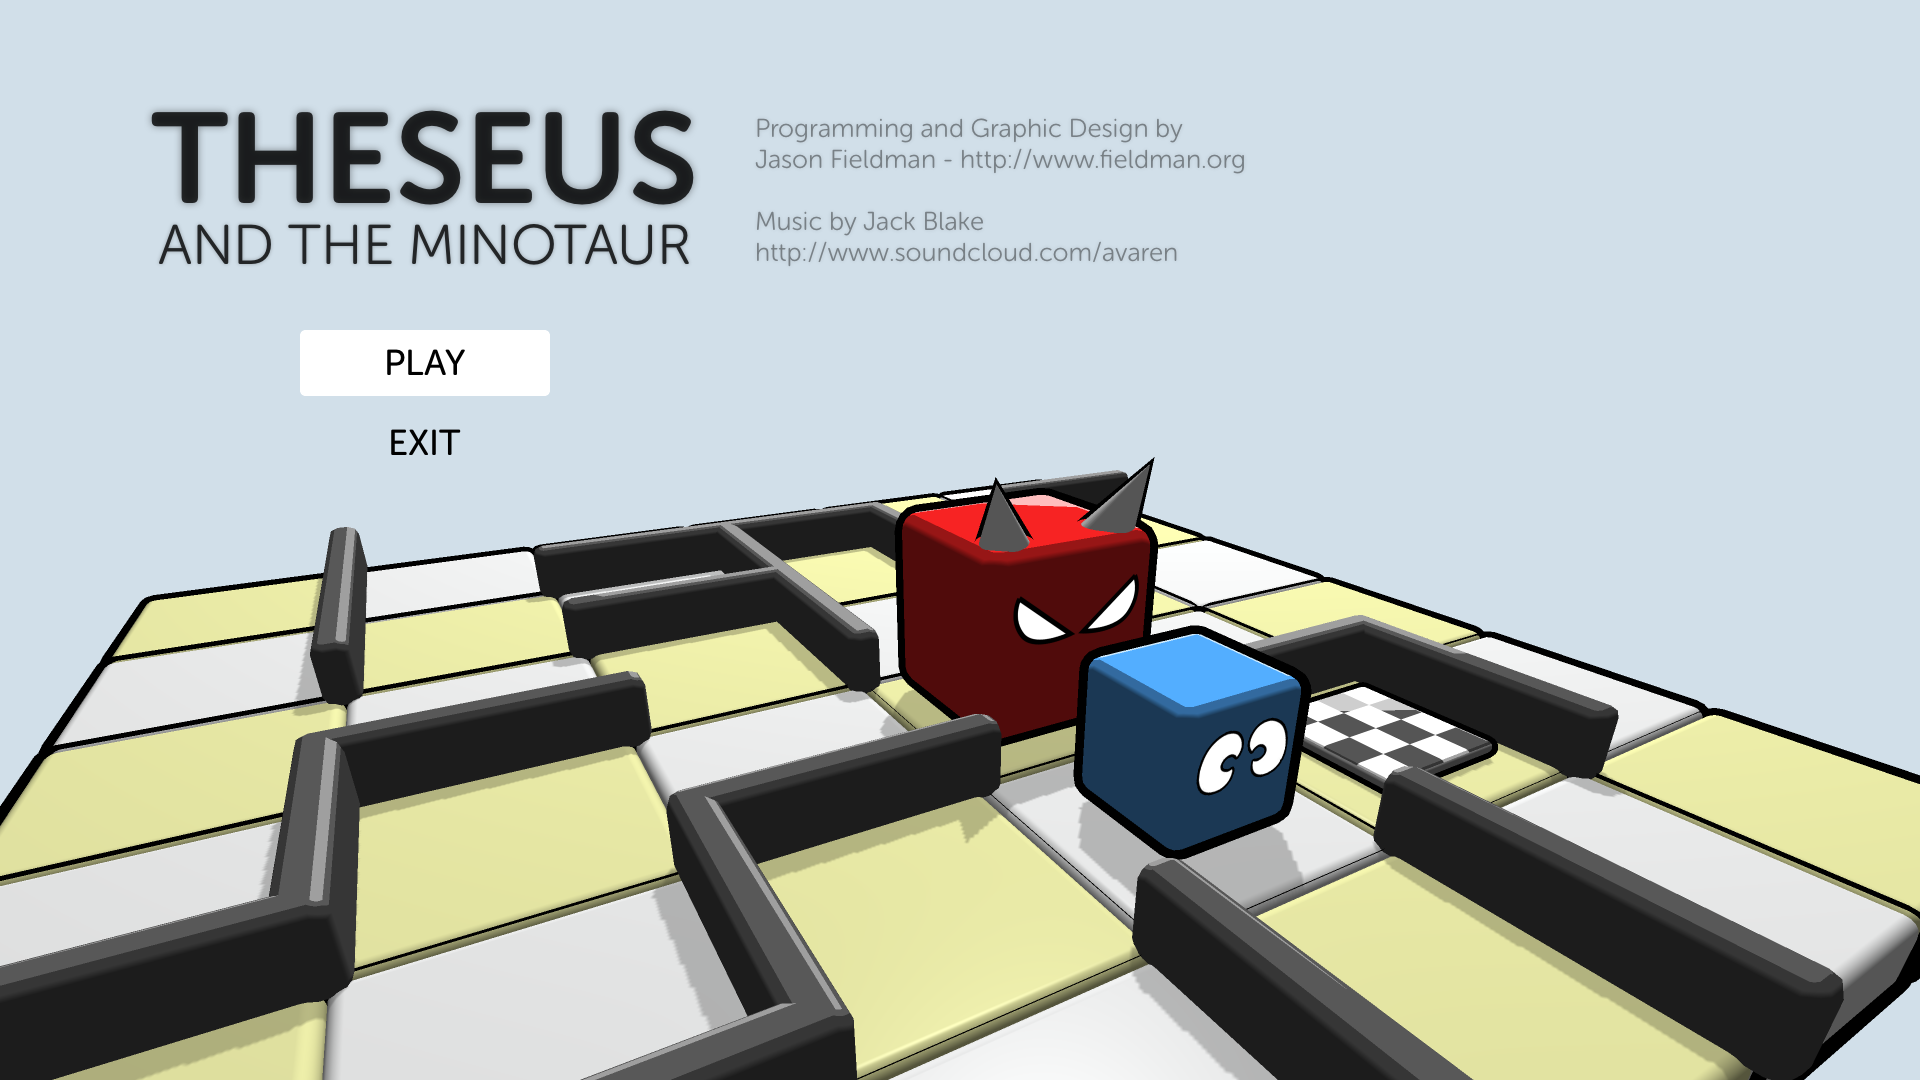 THESEUS
AND THE MINOTAUR
Programming and Graphic Design by
Jason Fieldman - http://www.fieldman.org
Music by Jack Blake
http://www.soundcloud.com/avaren
PLAY
EXIT